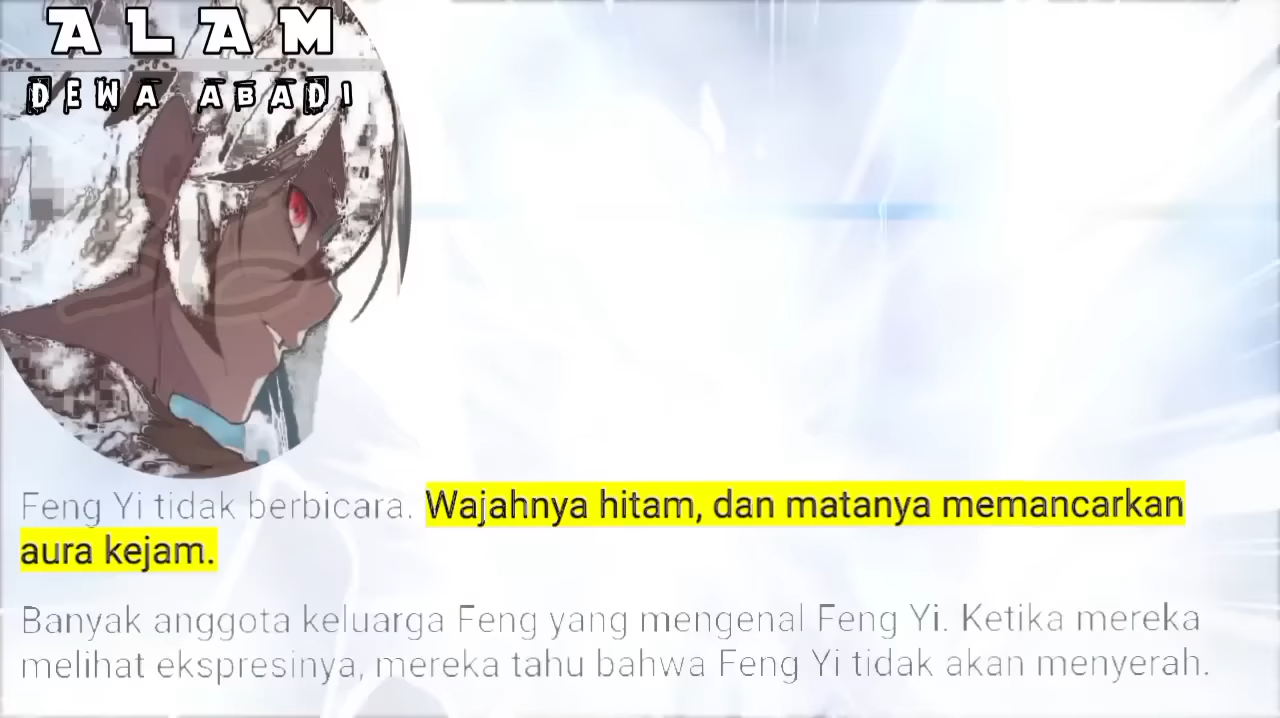 ALAM
DEWA ABADI
Feng Yi tidak berbicara. Wajahnya hitam, dan matanya memancarkan
aura kejam.
Banyak anggota keluarga Feng yang mengenal Feng Yi. Ketika mereka
melihat ekspresinya, mereka tahu bahwa Feng Yi tidak akan menyerah.